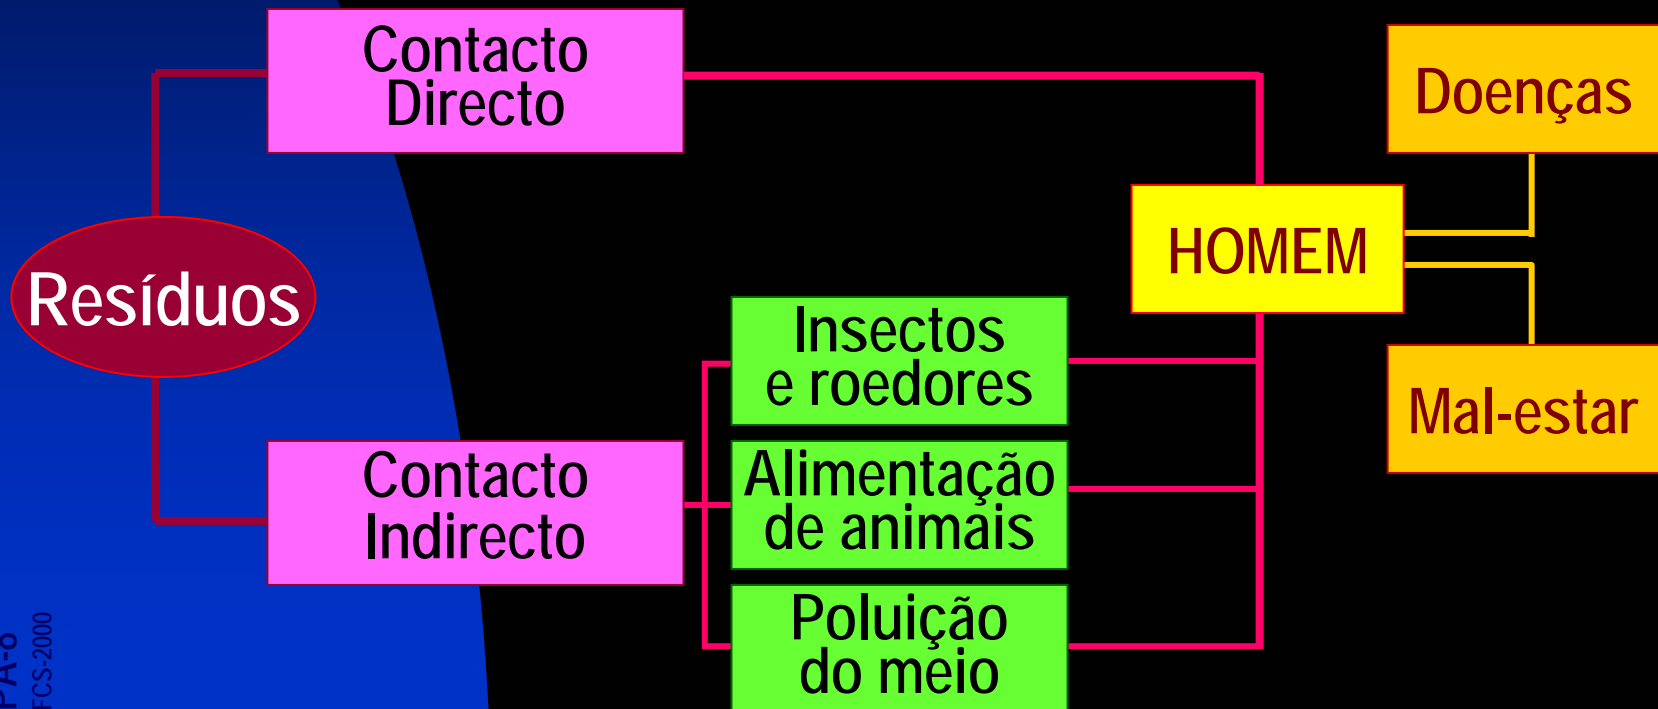 Contacto
Directo
Doenças
HOMEM
Resíduos
Insectos
e roedores
Mal-estar
Contacto
Indirecto
Alimentação
de animais
Poluição
do meio
FCS-2000